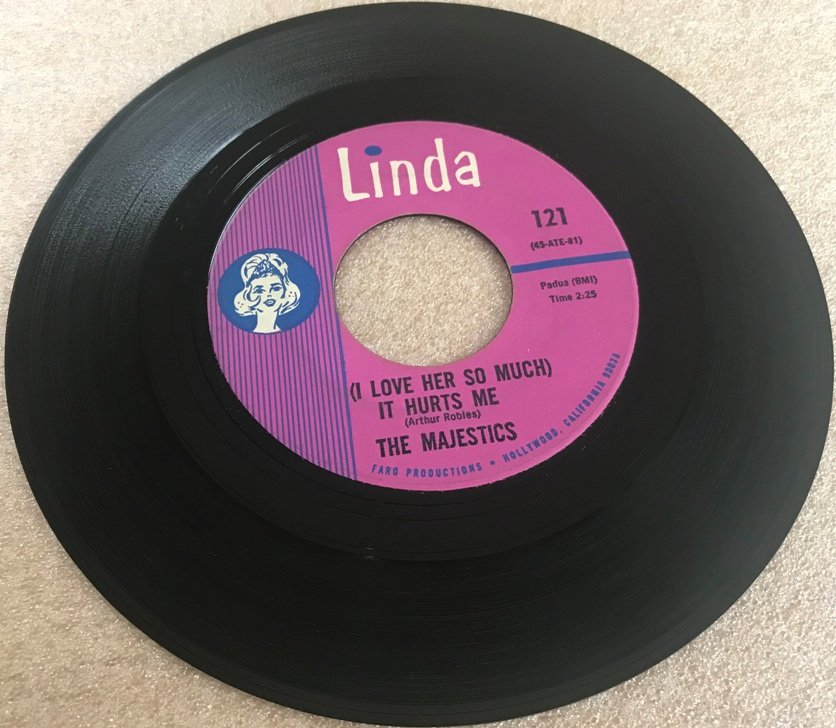 Linda
121
(45-ATE-81)
Padua (BMI)
Time 2:25
(I LOVE HER SO MUCH)
IT HURTS ME
(Arthur Robles)
THE MAJESTICS
FARO PRODUCTIONS • HOLLYWOOD, CALIFORNIA 90028